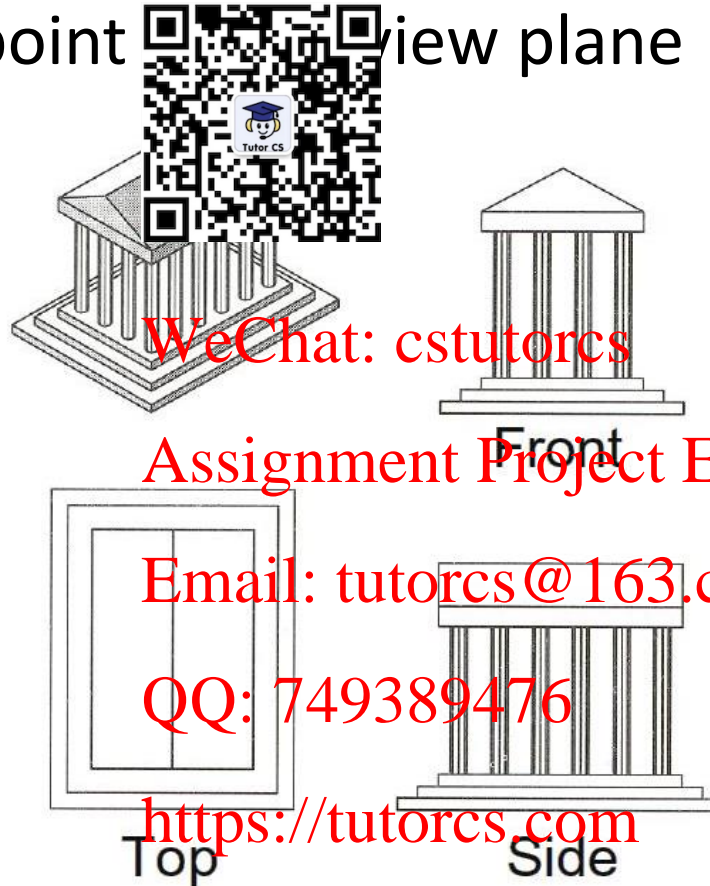 point view plane
Tutor CS
WeChat: cstutorcs
Front
Assignment Project E
Email: tutorcs@163.c
QQ: 749389476
https://tutorcs.com
Top
Side